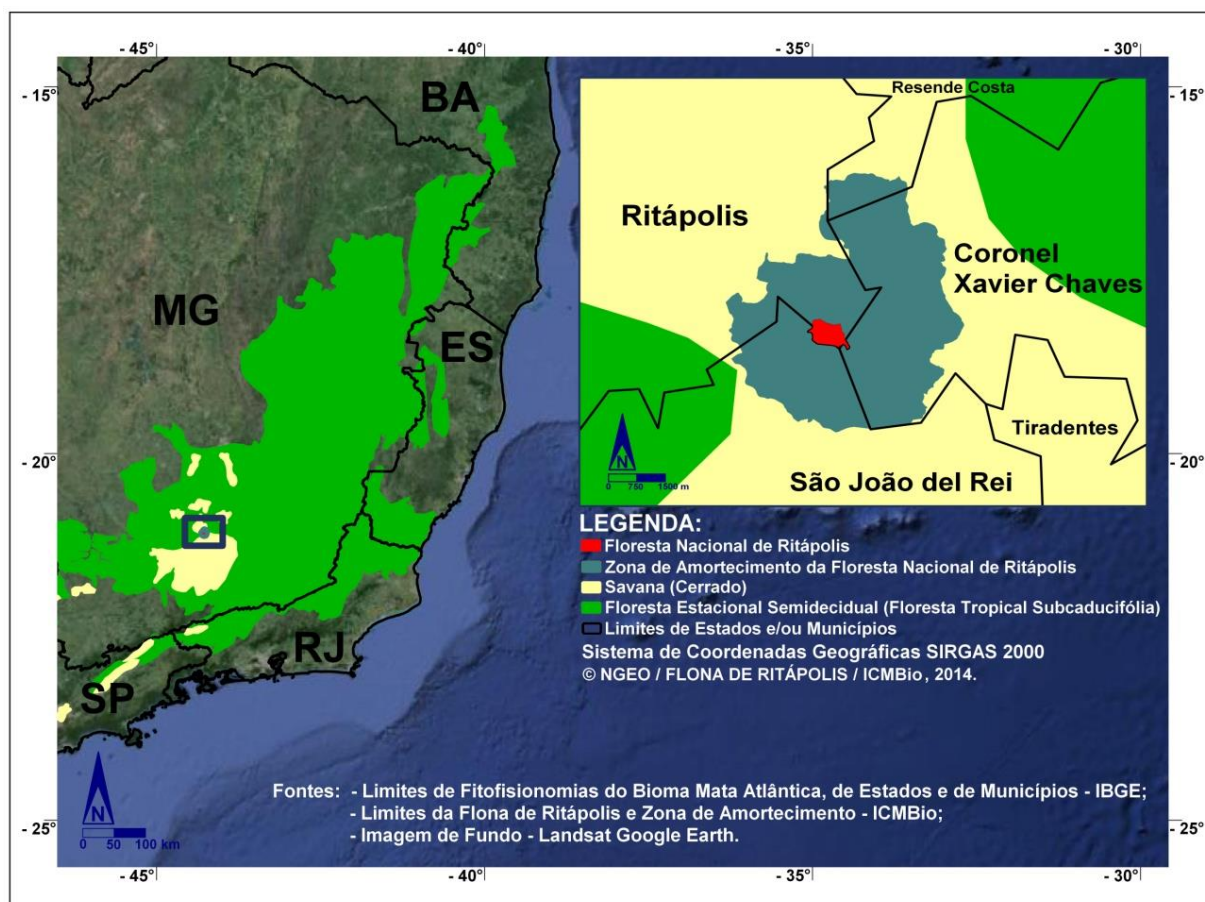 - 45°
- 40°
- 35°
- 30°
- 15°
- 15°
BA
Resende Costa
Ritápolis
Coronel
Xavier Chaves
MG
ES
Tiradentes
- 20°
- 20°
N
0 750 1500 m
São João del Rei
LEGENDA:
Floresta Nacional de Ritápolis
Zona de Amortecimento da Floresta Nacional de Ritápolis
Savana (Cerrado)
Floresta Estacional Semidecidual (Floresta Tropical Subcaducifólia)
Limites de Estados e/ou Municípios
Sistema de Coordenadas Geográficas SIRGAS 2000
© NGEO / FLONA DE RITÁPOLIS / ICMBio, 2014.
RJ
SP
N
0 50 100 km
Fontes: - Limites de Fitofisionomias do Bioma Mata Atlântica, de Estados e de Municípios - IBGE;
- Limites da Flona de Ritápolis e Zona de Amortecimento - ICMBio;
- Imagem de Fundo - Landsat Google Earth.
- 25°
- 25°
- 45°
- 40°
- 35°
- 30°